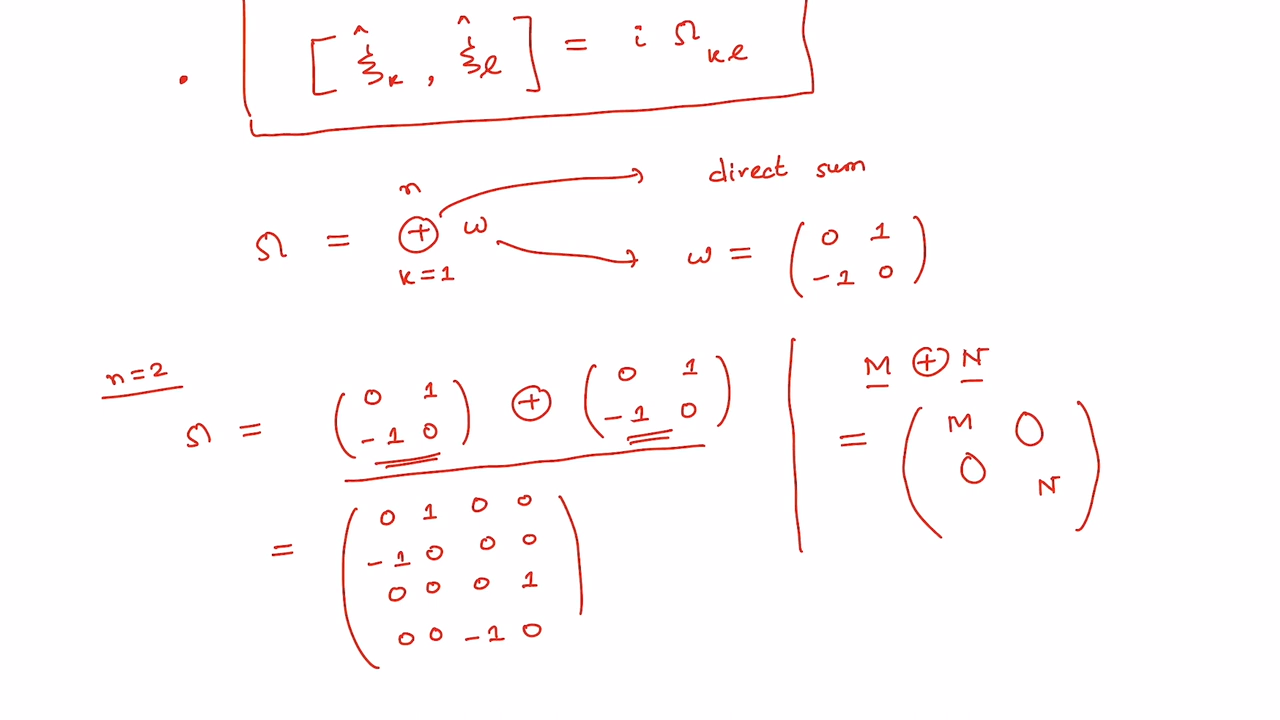 • [ ξ̂_k , ξ̂_ℓ ] = i Ω_kℓ
n
Ω = ⊕ ω → direct sum
k=1
→ ω = ( 0 1
-1 0 )
n=2
Ω = ( 0 1
-1 0 ) ⊕ ( 0 1
-1 0 )
= ( 0 1 0 0
-1 0 0 0
0 0 0 1
0 0 -1 0 )
M ⊕ N
= ( M 0
0 N )